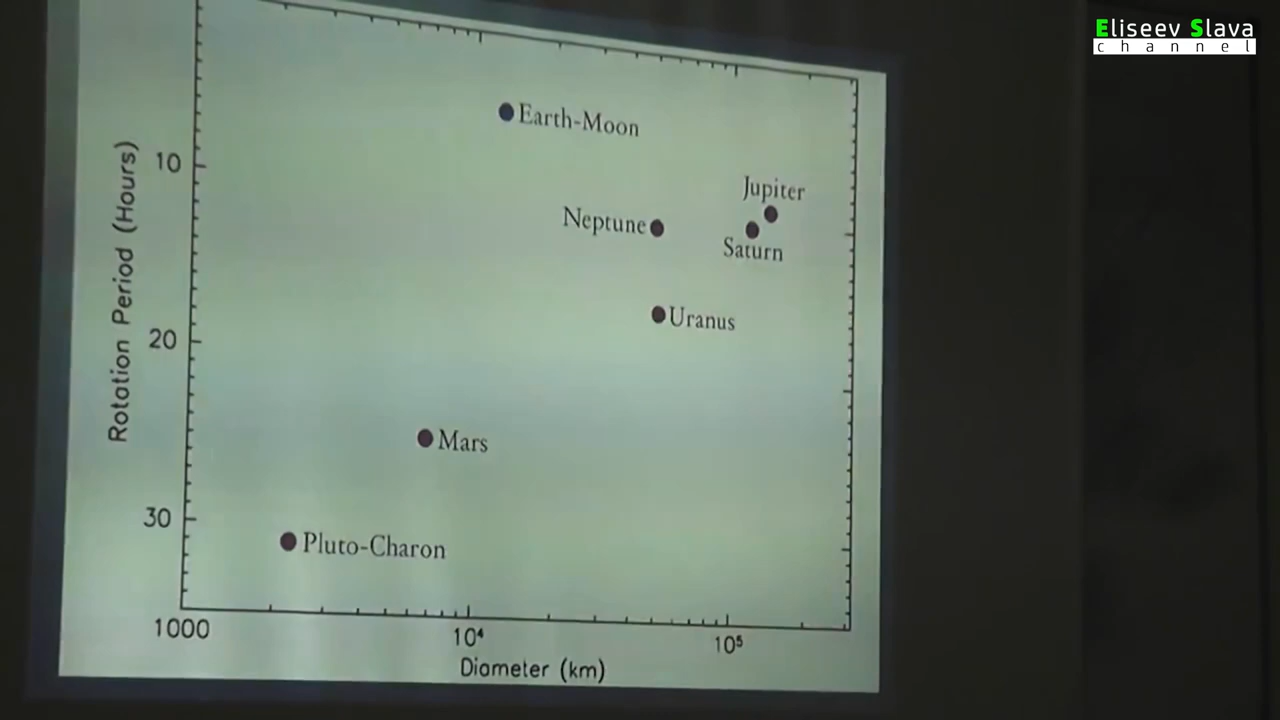 Eliseev Slava
channel
Earth-Moon
10
Jupiter
Neptune
Saturn
Rotation Period (Hours)
Uranus
20
Mars
30
Pluto-Charon
1000
10⁴
10⁵
Diameter (km)